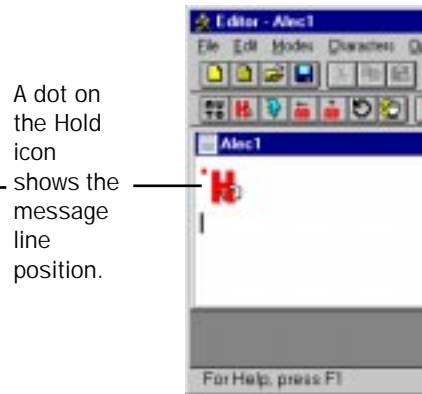 A dot on
the Hold
icon
shows the
message
line
position.
Editor - Alec1
File Edit Modes Characters
Alec1
H
For Help, press F1